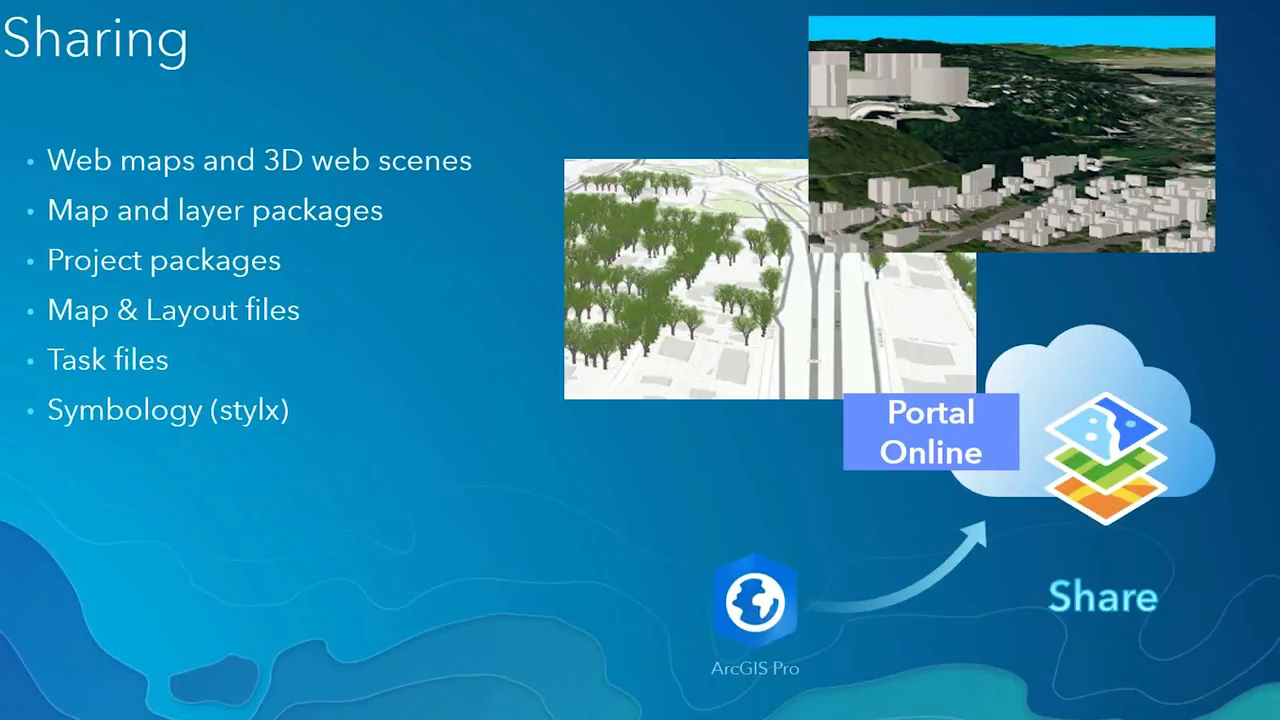 Sharing
Web maps and 3D web scenes
Map and layer packages
Project packages
Map & Layout files
Task files
Symbology (stylx)
Portal
Online
Share
ArcGIS Pro